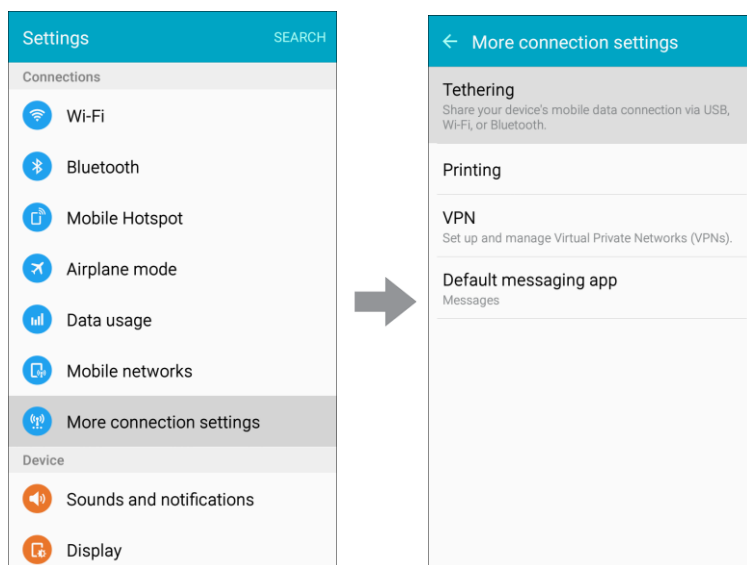 Settings
SEARCH
Connections
Wi-Fi
Bluetooth
Mobile Hotspot
Airplane mode
Data usage
Mobile networks
More connection settings
Device
Sounds and notifications
Display
More connection settings
Tethering
Share your device's mobile data connection via USB,
Wi-Fi, or Bluetooth.
Printing
VPN
Set up and manage Virtual Private Networks (VPNs).
Default messaging app
Messages